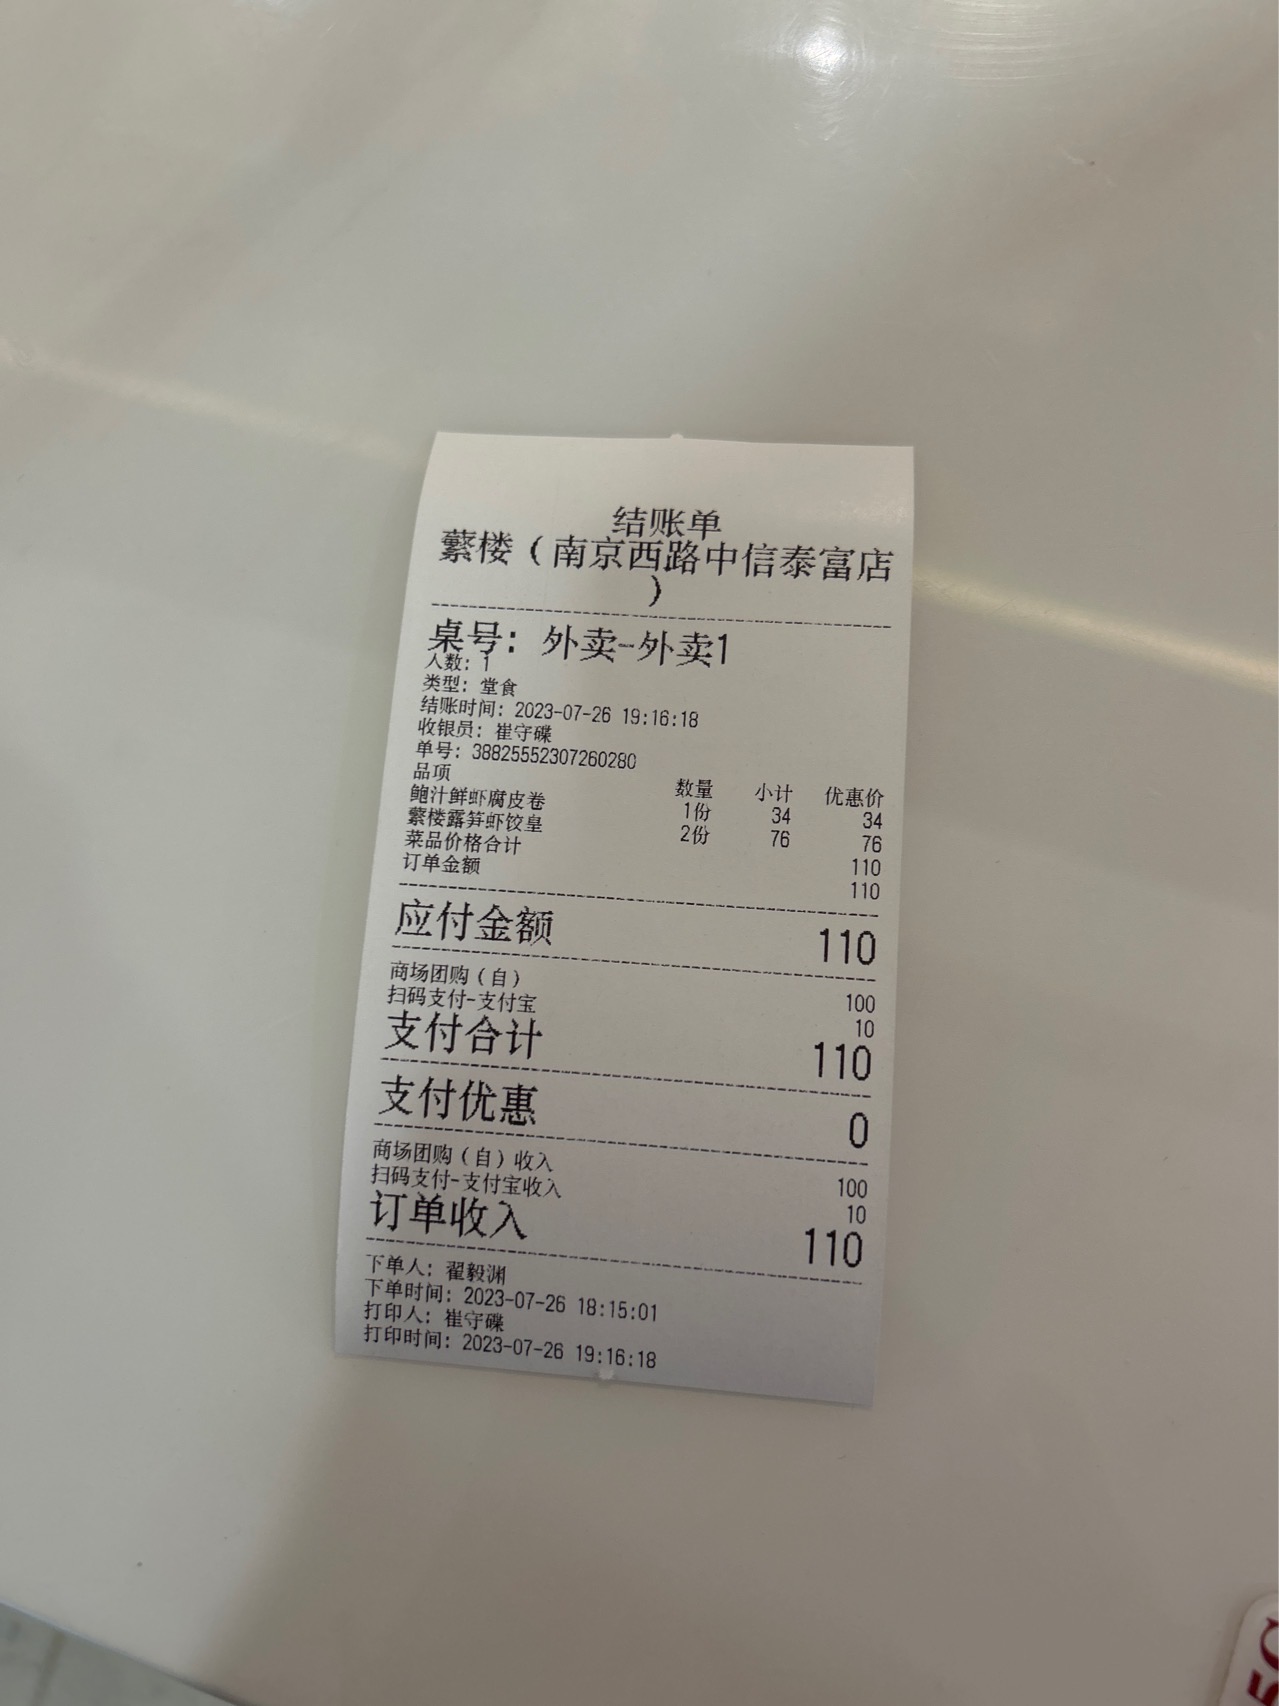 结账单
蘩楼（南京西路中信泰富店
）
桌号：外卖-外卖1
人数：1
类型：堂食
结账时间：2023-07-26 19:16:18
收银员：崔守碟
单号：38825552307260280
品项 数量 小计 优惠价
鲍汁鲜虾腐皮卷 1份 34 34
蘩楼露笋虾饺皇 2份 76 76
菜品价格合计 110
订单金额 110
应付金额 110
商场团购（自） 100
扫码支付-支付宝 10
支付合计 110
支付优惠 0
商场团购（自）收入 100
扫码支付-支付宝收入 10
订单收入 110
下单人：翟毅渊
下单时间：2023-07-26 18:15:01
打印人：崔守碟
打印时间：2023-07-26 19:16:18